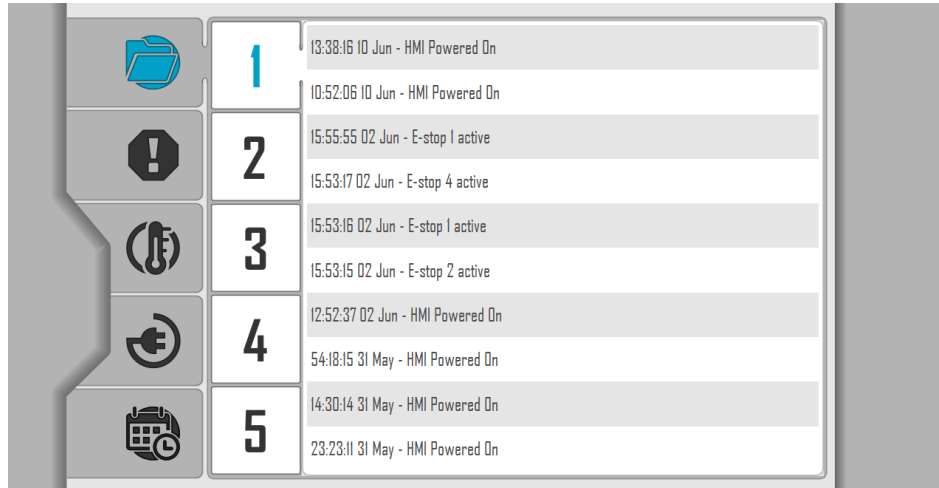 1
2
3
4
5
13:38:16 10 Jun - HMI Powered On
10:52:06 10 Jun - HMI Powered On
15:55:55 02 Jun - E-stop 1 active
15:53:17 02 Jun - E-stop 4 active
15:53:16 02 Jun - E-stop 1 active
15:53:15 02 Jun - E-stop 2 active
12:52:37 02 Jun - HMI Powered On
54:18:15 31 May - HMI Powered On
14:30:14 31 May - HMI Powered On
23:23:11 31 May - HMI Powered On